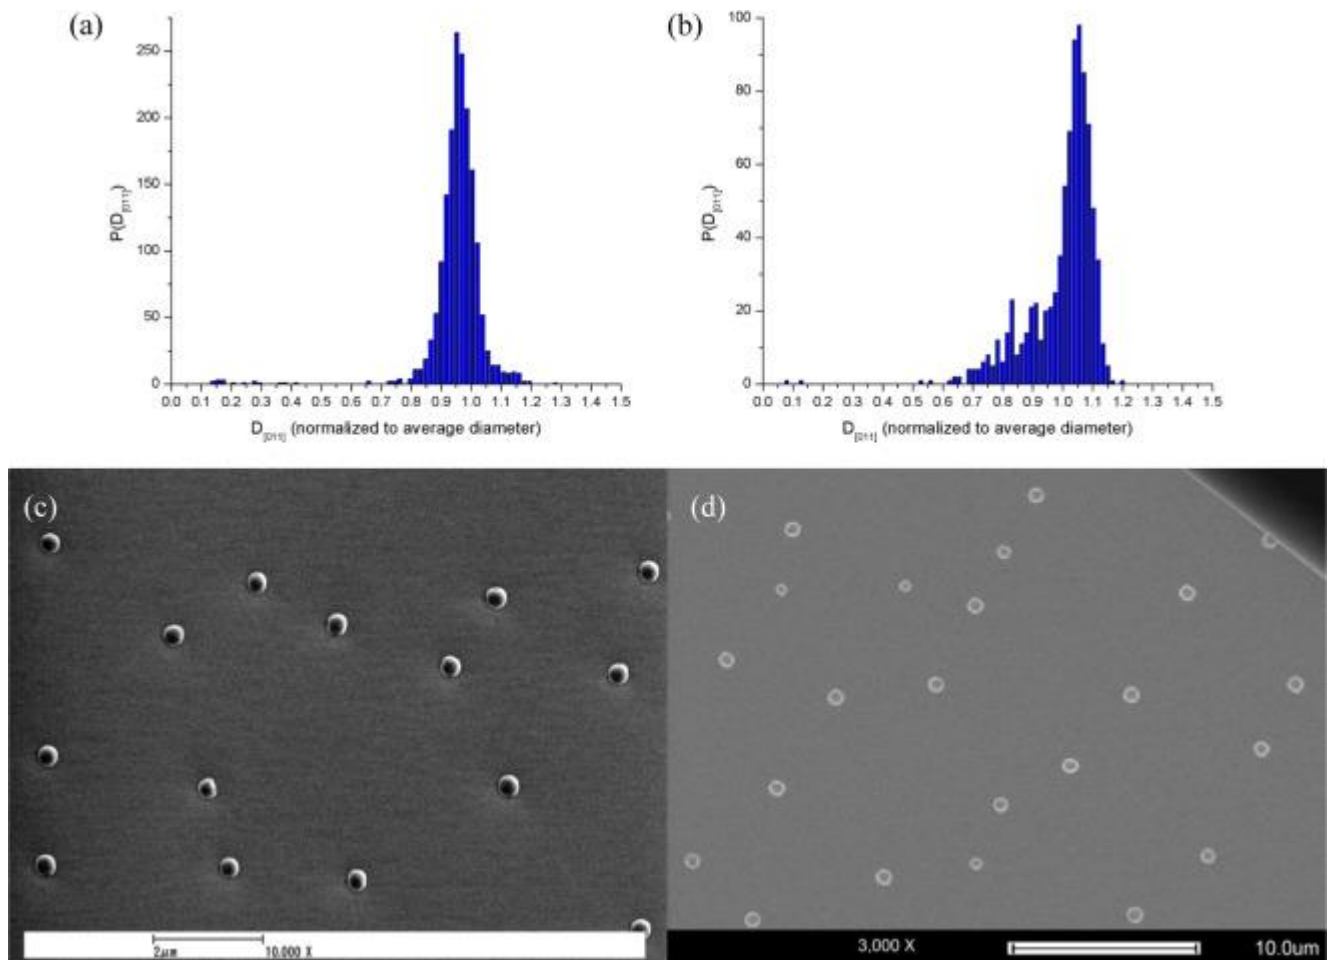 (a)
250
200
150
100
50
0
P(D[011])
0.0 0.1 0.2 0.3 0.4 0.5 0.6 0.7 0.8 0.9 1.0 1.1 1.2 1.3 1.4 1.5
D[011] (normalized to average diameter)
(b)
100
80
60
40
20
0
P(D[011])
0.0 0.1 0.2 0.3 0.4 0.5 0.6 0.7 0.8 0.9 1.0 1.1 1.2 1.3 1.4 1.5
D[011] (normalized to average diameter)
(c)
2μm 10,000 X
(d)
3,000 X 10.0um